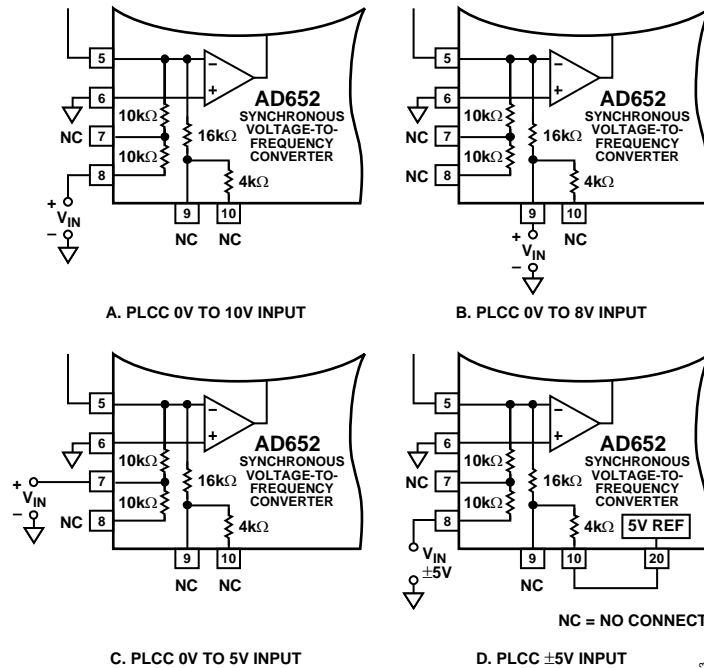 5
6
10kΩ
AD652
SYNCHRONOUS
VOLTAGE-TO-
FREQUENCY
CONVERTER
NC
7
16kΩ
10kΩ
8
4kΩ
+
VIN
–
9
10
NC
NC
A. PLCC 0V TO 10V INPUT
5
6
10kΩ
AD652
SYNCHRONOUS
VOLTAGE-TO-
FREQUENCY
CONVERTER
NC
7
16kΩ
10kΩ
NC
8
4kΩ
9
10
+
VIN
–
NC
B. PLCC 0V TO 8V INPUT
5
6
10kΩ
AD652
SYNCHRONOUS
VOLTAGE-TO-
FREQUENCY
CONVERTER
+
VIN
–
7
16kΩ
10kΩ
NC
8
4kΩ
9
10
NC
NC
C. PLCC 0V TO 5V INPUT
5
6
10kΩ
AD652
SYNCHRONOUS
VOLTAGE-TO-
FREQUENCY
CONVERTER
NC
7
16kΩ
10kΩ
8
4kΩ
5V REF
VIN
±5V
9
10
20
NC
NC = NO CONNECT
D. PLCC ±5V INPUT